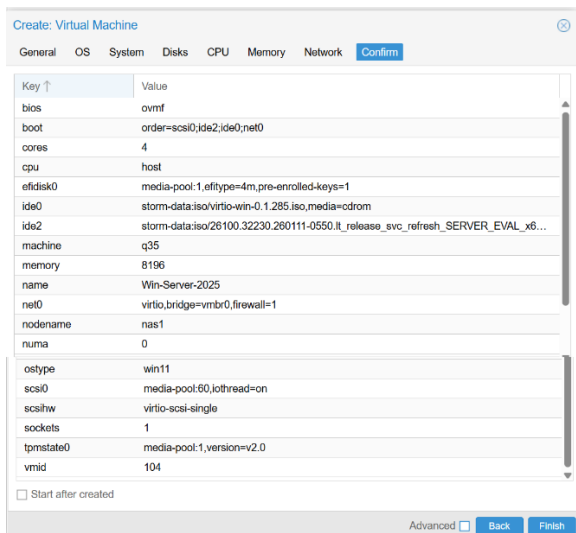 Create: Virtual Machine
General OS System Disks CPU Memory Network Confirm
Key Value
bios ovmf
boot order=scsi0;ide2;ide0;net0
cores 4
cpu host
efidisk0 media-pool:1,efitype=4m,pre-enrolled-keys=1
ide0 storm-data:iso/virtio-win-0.1.285.iso,media=cdrom
ide2 storm-data:iso/26100.32230.260111-0550.lt_release_svc_refresh_SERVER_EVAL_x6...
machine q35
memory 8196
name Win-Server-2025
net0 virtio,bridge=vmbr0,firewall=1
nodename nas1
numa 0
ostype win11
scsi0 media-pool:60,iothread=on
scsihw virtio-scsi-single
sockets 1
tpmstate0 media-pool:1,version=v2.0
vmid 104
Start after created
Advanced Back Finish